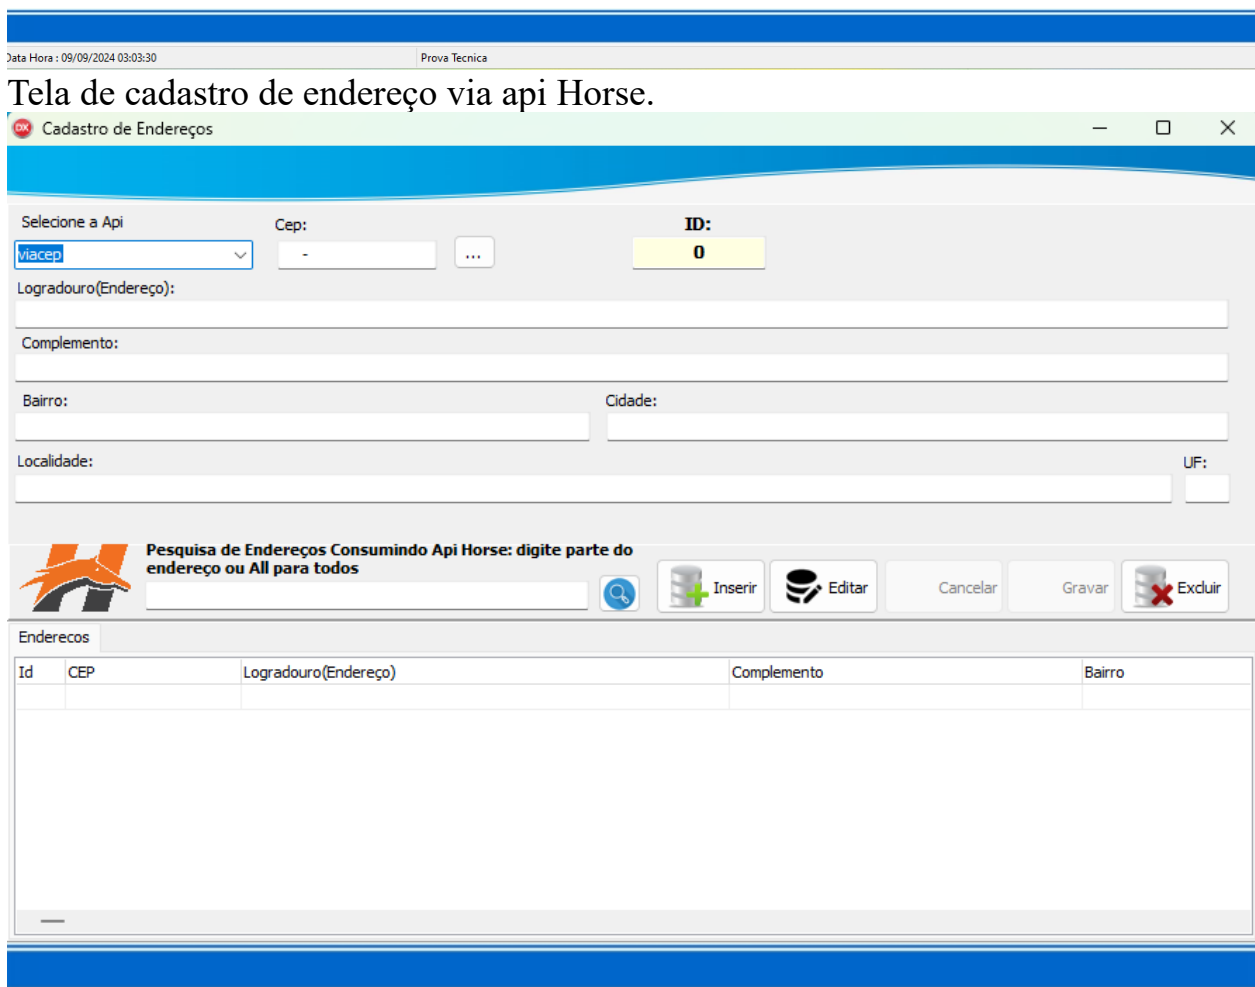 Data Hora : 09/09/2024 03:03:30 Prova Tecnica
Tela de cadastro de endereço via api Horse.
DX Cadastro de Endereços
Selecione a Api Cep: ID:
viacep - ... 0
Logradouro(Endereço):
Complemento:
Bairro: Cidade:
Localidade: UF:
Pesquisa de Endereços Consumindo Api Horse: digite parte do
endereço ou All para todos
Inserir Editar Cancelar Gravar Excluir
Enderecos
Id CEP Logradouro(Endereço) Complemento Bairro